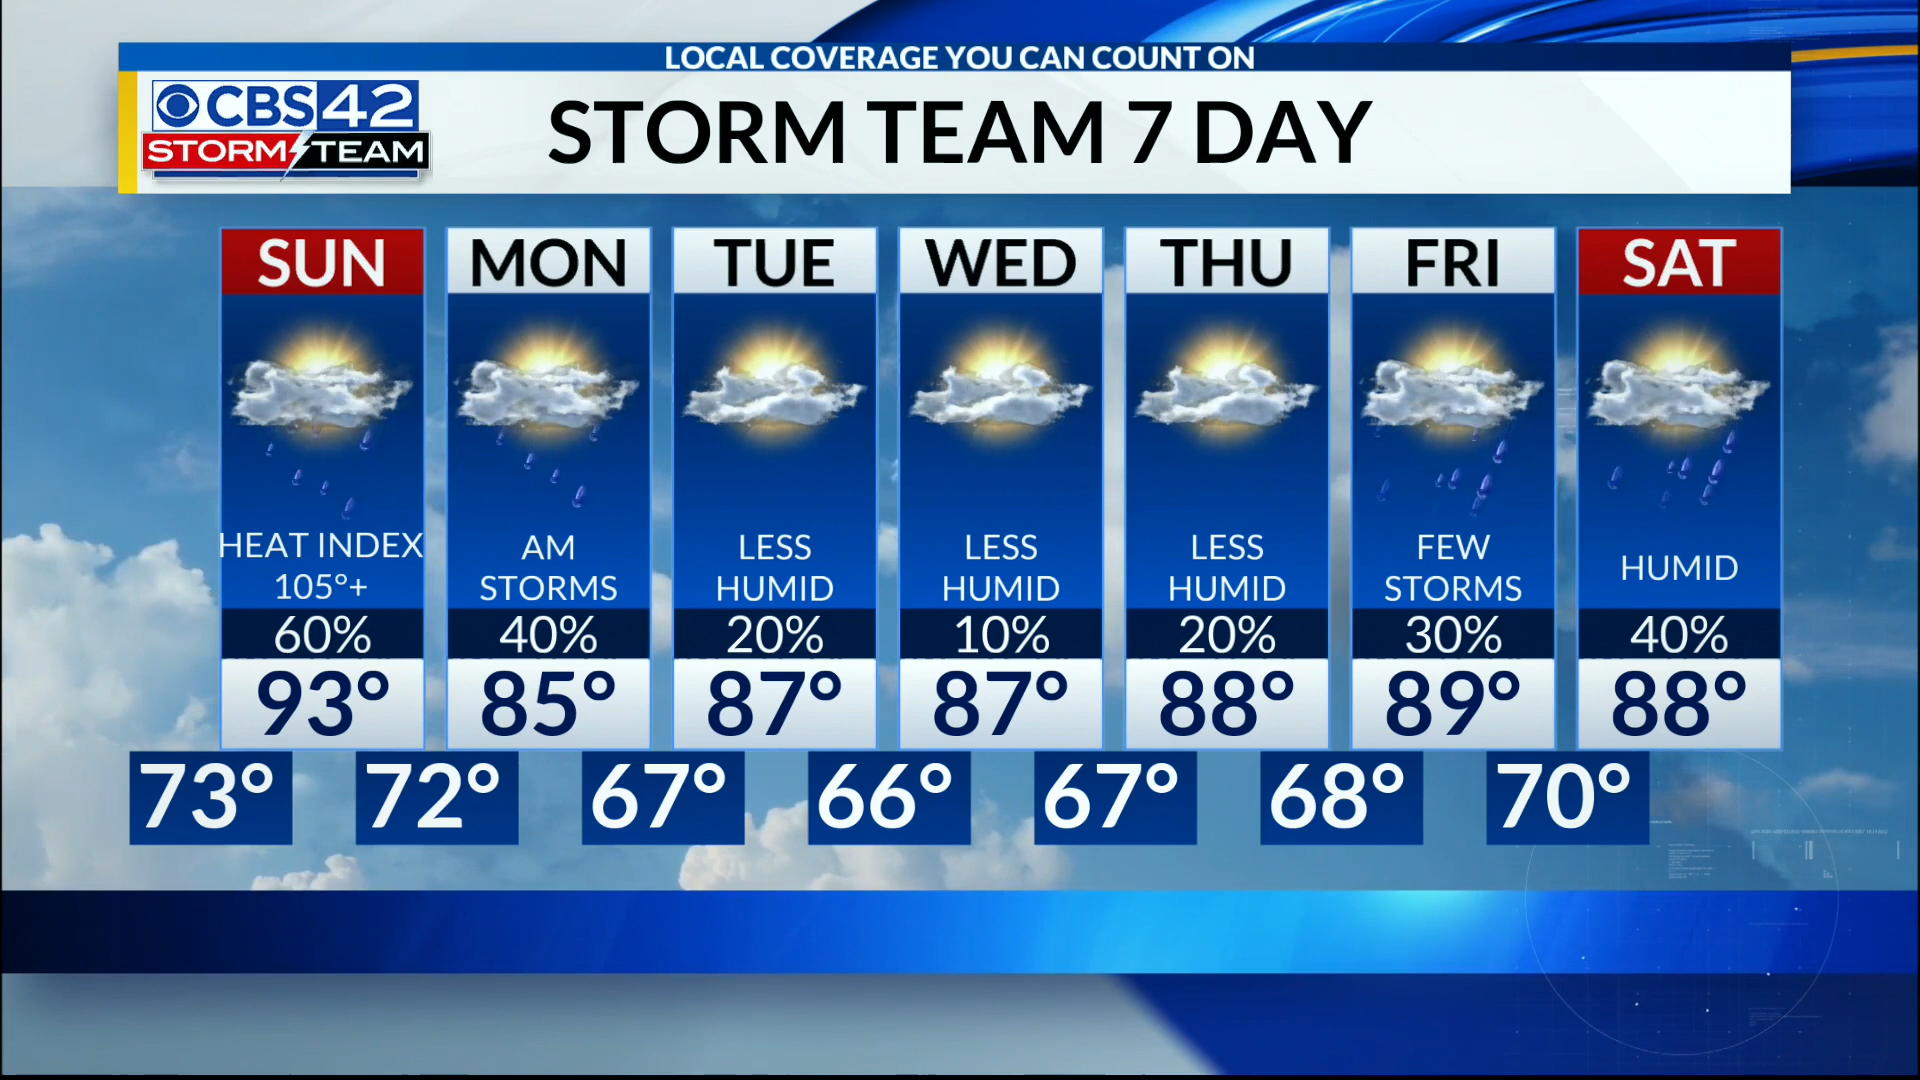 LOCAL COVERAGE YOU CAN COUNT ON
CBS 42
STORM TEAM
STORM TEAM 7 DAY
SUN
HEAT INDEX
105°+
60%
93°
MON
AM
STORMS
40%
85°
TUE
LESS
HUMID
20%
87°
WED
LESS
HUMID
10%
87°
THU
LESS
HUMID
20%
88°
FRI
FEW
STORMS
30%
89°
SAT
HUMID
40%
88°
73° 72° 67° 66° 67° 68° 70°